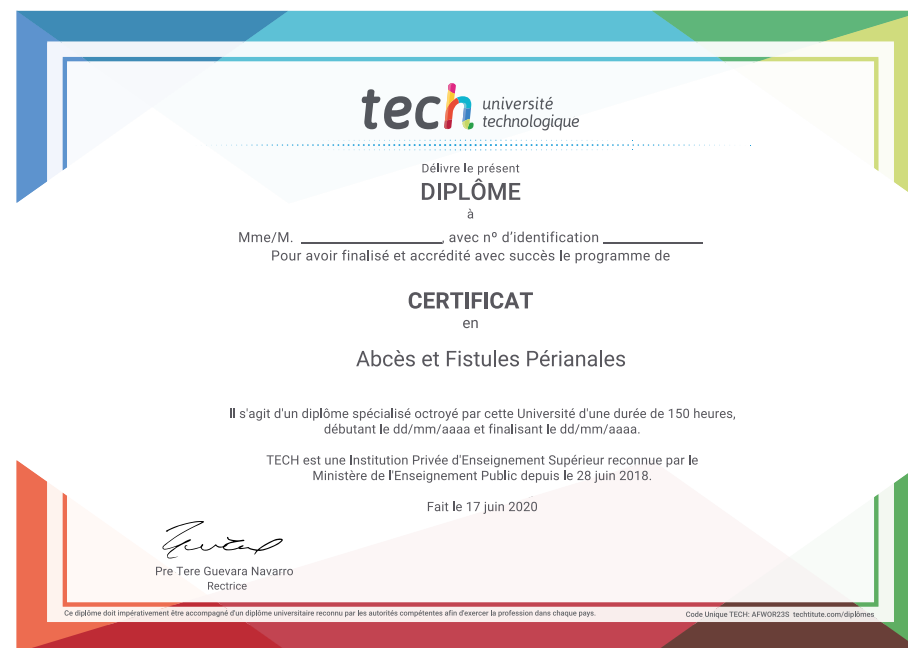 tech université
technologique
Délivre le présent
DIPLÔME
à
Mme/M. ____________________, avec nº d'identification ______________
Pour avoir finalisé et accrédité avec succès le programme de
CERTIFICAT
en
Abcès et Fistules Périanales
Il s'agit d'un diplôme spécialisé octroyé par cette Université d'une durée de 150 heures,
débutant le dd/mm/aaaa et finalisant le dd/mm/aaaa.
TECH est une Institution Privée d'Enseignement Supérieur reconnue par le
Ministère de l'Enseignement Public depuis le 28 juin 2018.
Fait le 17 juin 2020
Pre Tere Guevara Navarro
Rectrice
Ce diplôme doit impérativement être accompagné d'un diplôme universitaire reconnu par les autorités compétentes afin d'exercer la profession dans chaque pays.
Code Unique TECH: AFWOR23S techtitute.com/diplômes